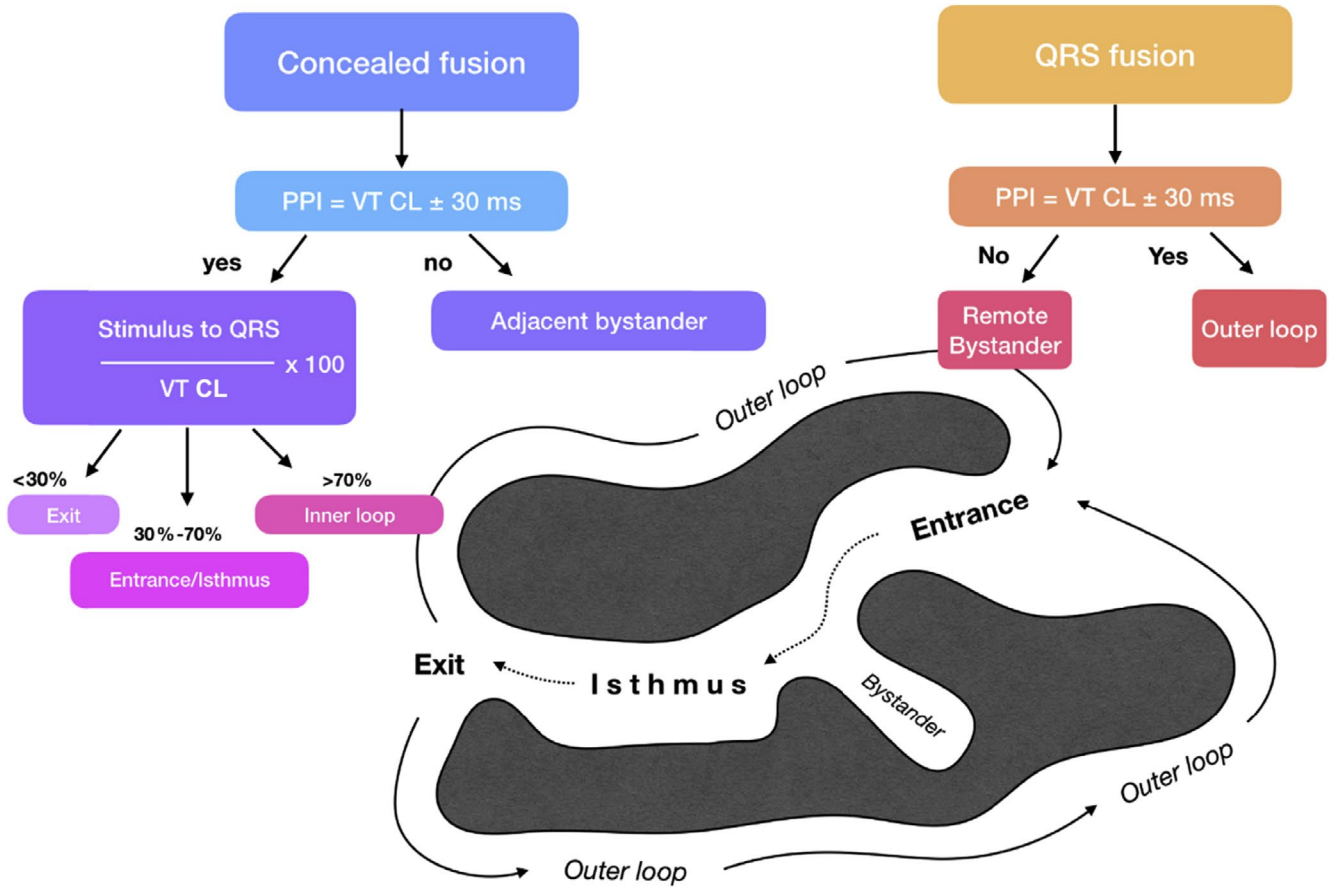 Concealed fusion
PPI = VT CL ± 30 ms
yes
no
Stimulus to QRS
x 100
VT CL
Adjacent bystander
<30%
Exit
30%-70%
Entrance/Isthmus
>70%
Inner loop
QRS fusion
PPI = VT CL ± 30 ms
No
Yes
Remote
Bystander
Outer loop
Outer loop
Entrance
Exit
Isthmus
Bystander
Outer loop
Outer loop